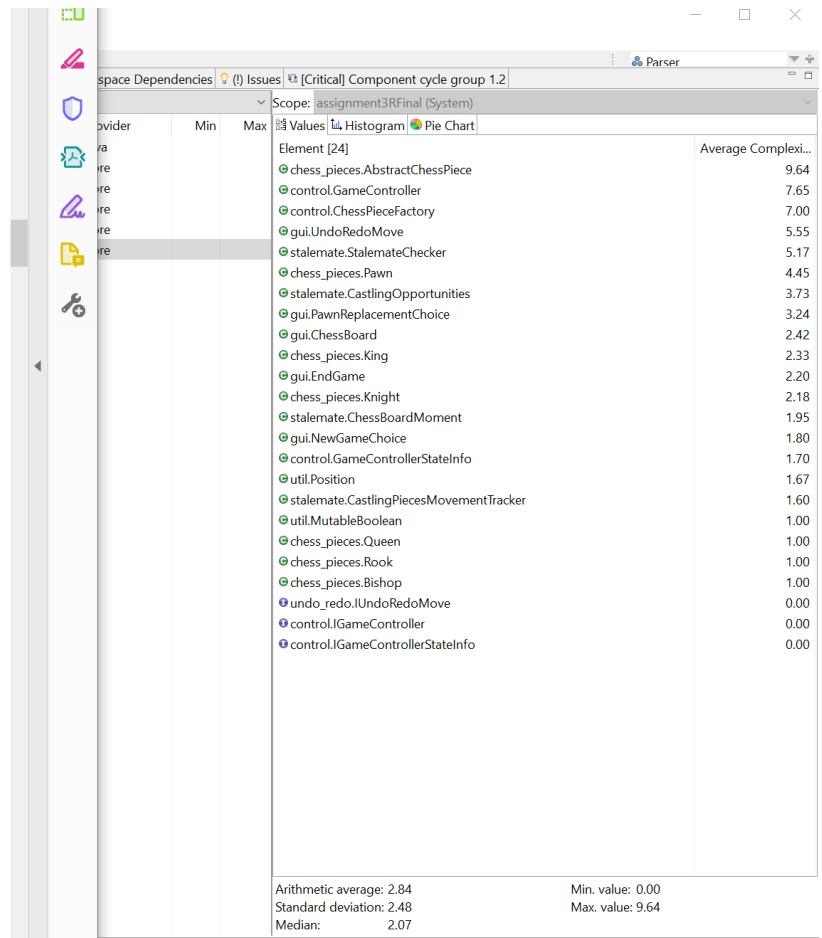 Parser
space Dependencies (!) Issues [Critical] Component cycle group 1.2
Scope: assignment3RFinal (System)
ovider Min Max Values Histogram Pie Chart
va
ore
ore
ore
ore
ore
Element [24] Average Complexi...
chess_pieces.AbstractChessPiece 9.64
control.GameController 7.65
control.ChessPieceFactory 7.00
gui.UndoRedoMove 5.55
stalemate.StalemateChecker 5.17
chess_pieces.Pawn 4.45
stalemate.CastlingOpportunities 3.73
gui.PawnReplacementChoice 3.24
gui.ChessBoard 2.42
chess_pieces.King 2.33
gui.EndGame 2.20
chess_pieces.Knight 2.18
stalemate.ChessBoardMoment 1.95
gui.NewGameChoice 1.80
control.GameControllerStateInfo 1.70
util.Position 1.67
stalemate.CastlingPiecesMovementTracker 1.60
util.MutableBoolean 1.00
chess_pieces.Queen 1.00
chess_pieces.Rook 1.00
chess_pieces.Bishop 1.00
undo_redo.IUndoRedoMove 0.00
control.IGameController 0.00
control.IGameControllerStateInfo 0.00
Arithmetic average: 2.84 Min. value: 0.00
Standard deviation: 2.48 Max. value: 9.64
Median: 2.07